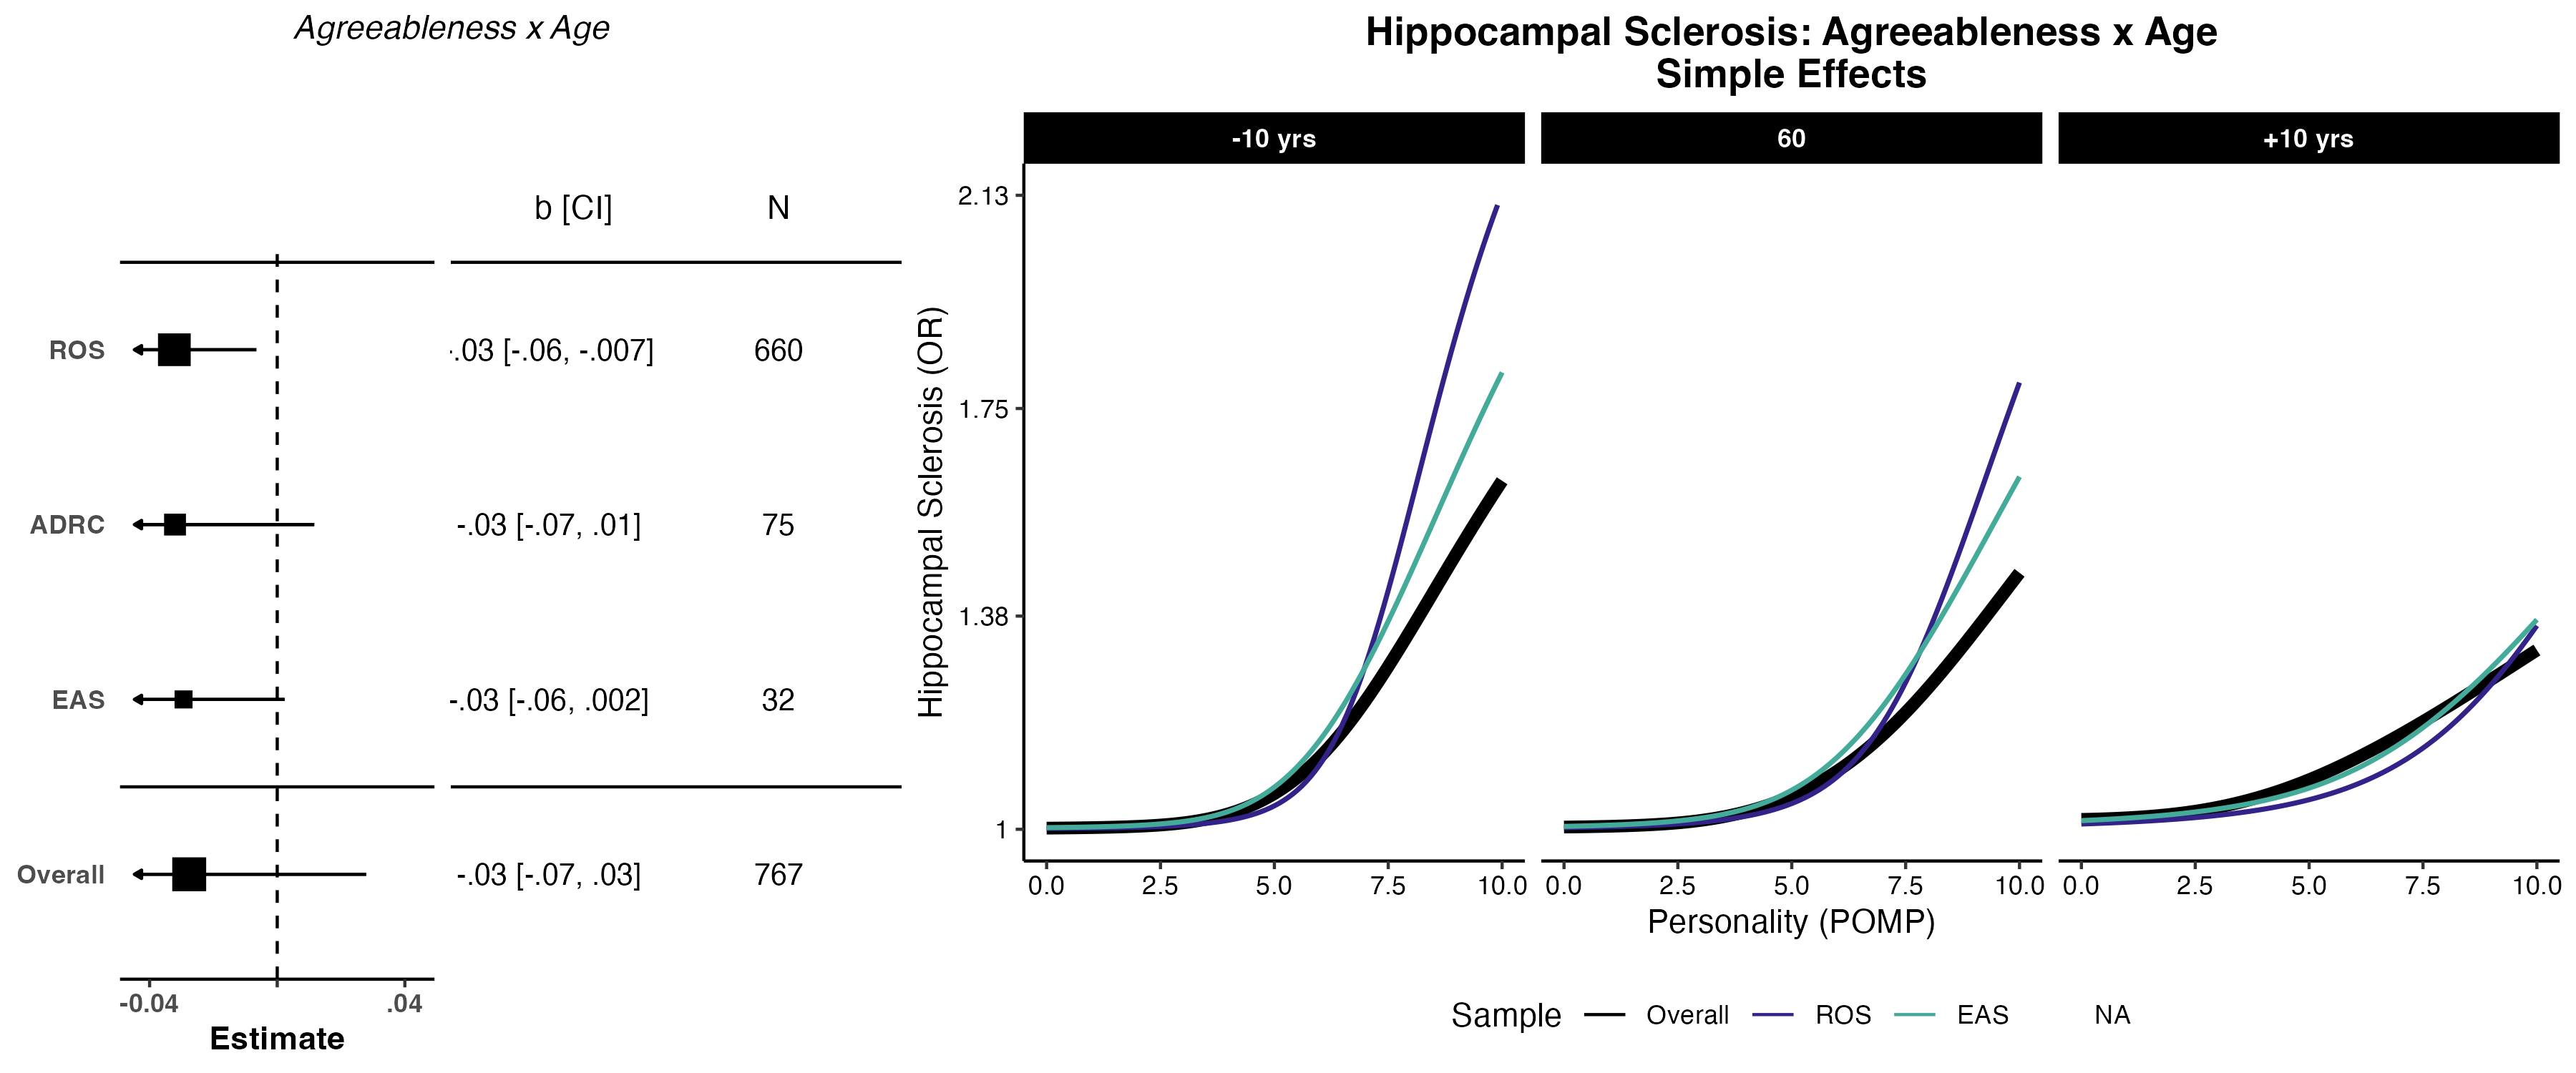 Agreeableness x Age
b [CI] N
ROS -.03 [-.06, -.007] 660
ADRC -.03 [-.07, .01] 75
EAS -.03 [-.06, .002] 32
Overall -.03 [-.07, .03] 767
-0.04 .04
Estimate
Hippocampal Sclerosis: Agreeableness x Age
Simple Effects
-10 yrs 60 +10 yrs
Hippocampal Sclerosis (OR)
2.13
1.75
1.38
1
0.0 2.5 5.0 7.5 10.0 0.0 2.5 5.0 7.5 10.0 0.0 2.5 5.0 7.5 10.0
Personality (POMP)
Sample Overall ROS EAS NA